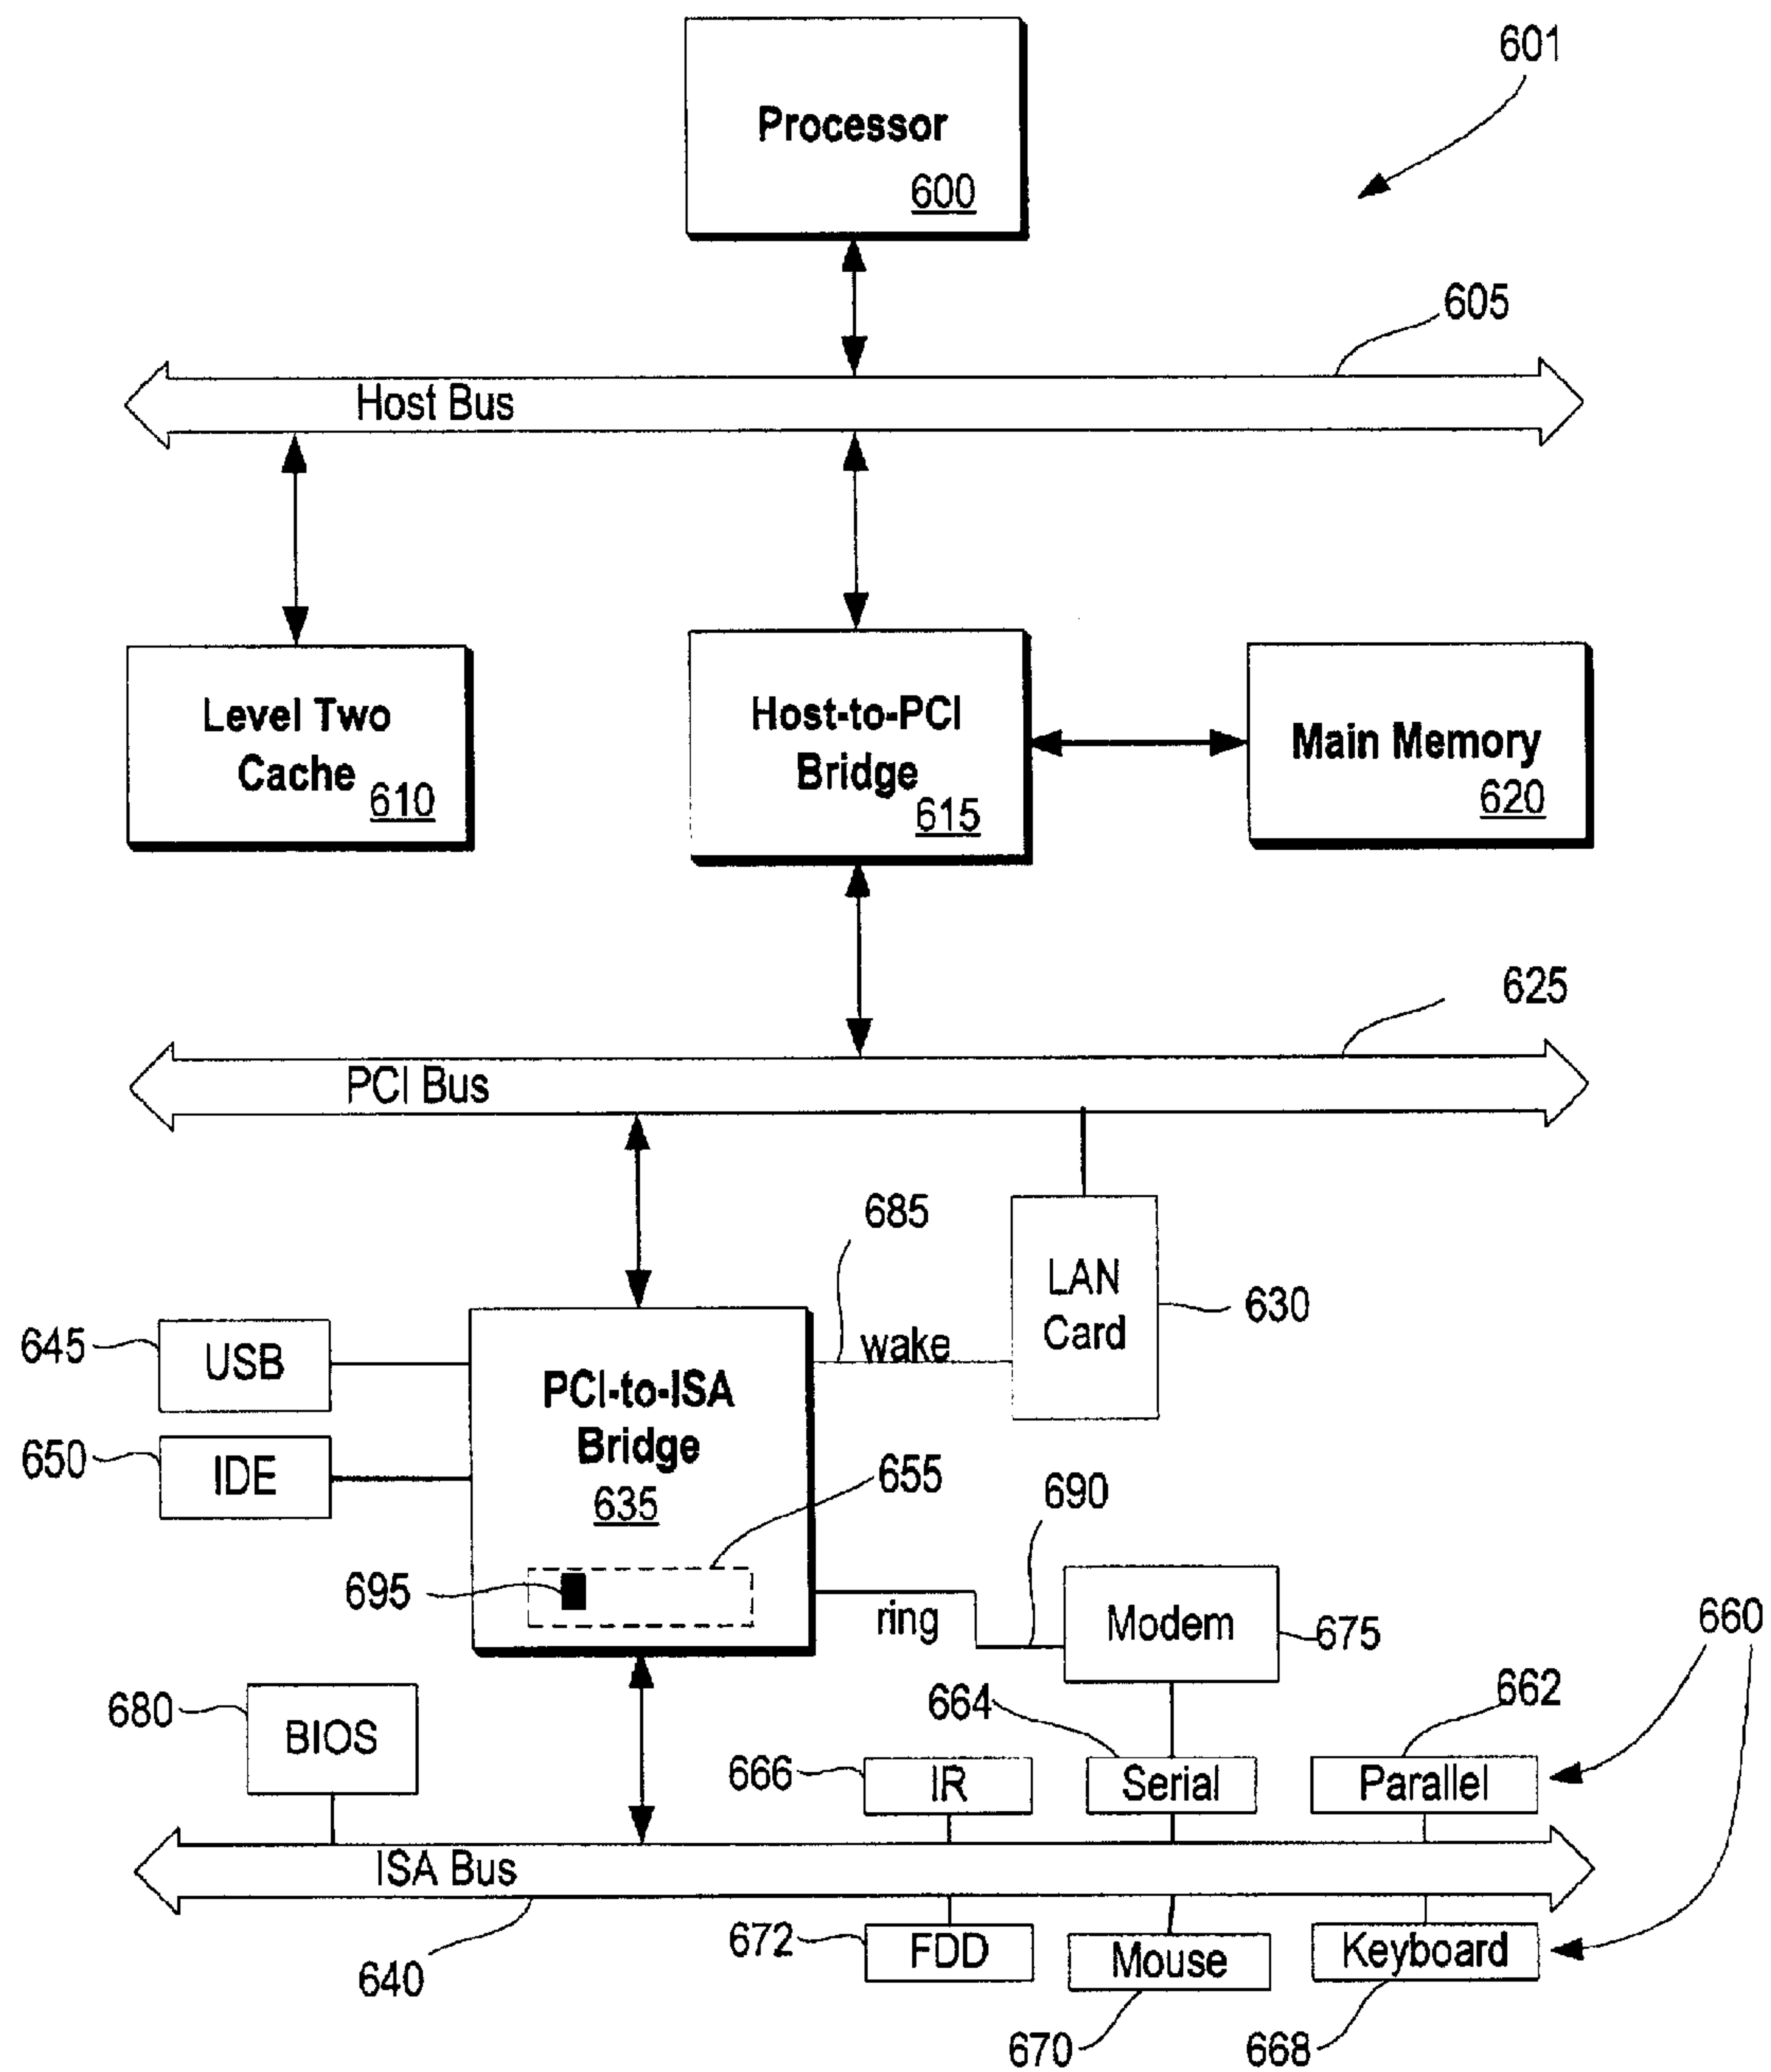 601
Processor
600
605
Host Bus
Level Two
Cache
610
Host-to-PCI
Bridge
615
Main Memory
620
625
PCI Bus
685
LAN
Card
630
wake
645
USB
PCI-to-ISA
Bridge
635
650
IDE
655
690
695
ring
Modem
675
660
680
BIOS
664
662
666
IR
Serial
Parallel
ISA Bus
672
FDD
Mouse
Keyboard
640
670
668